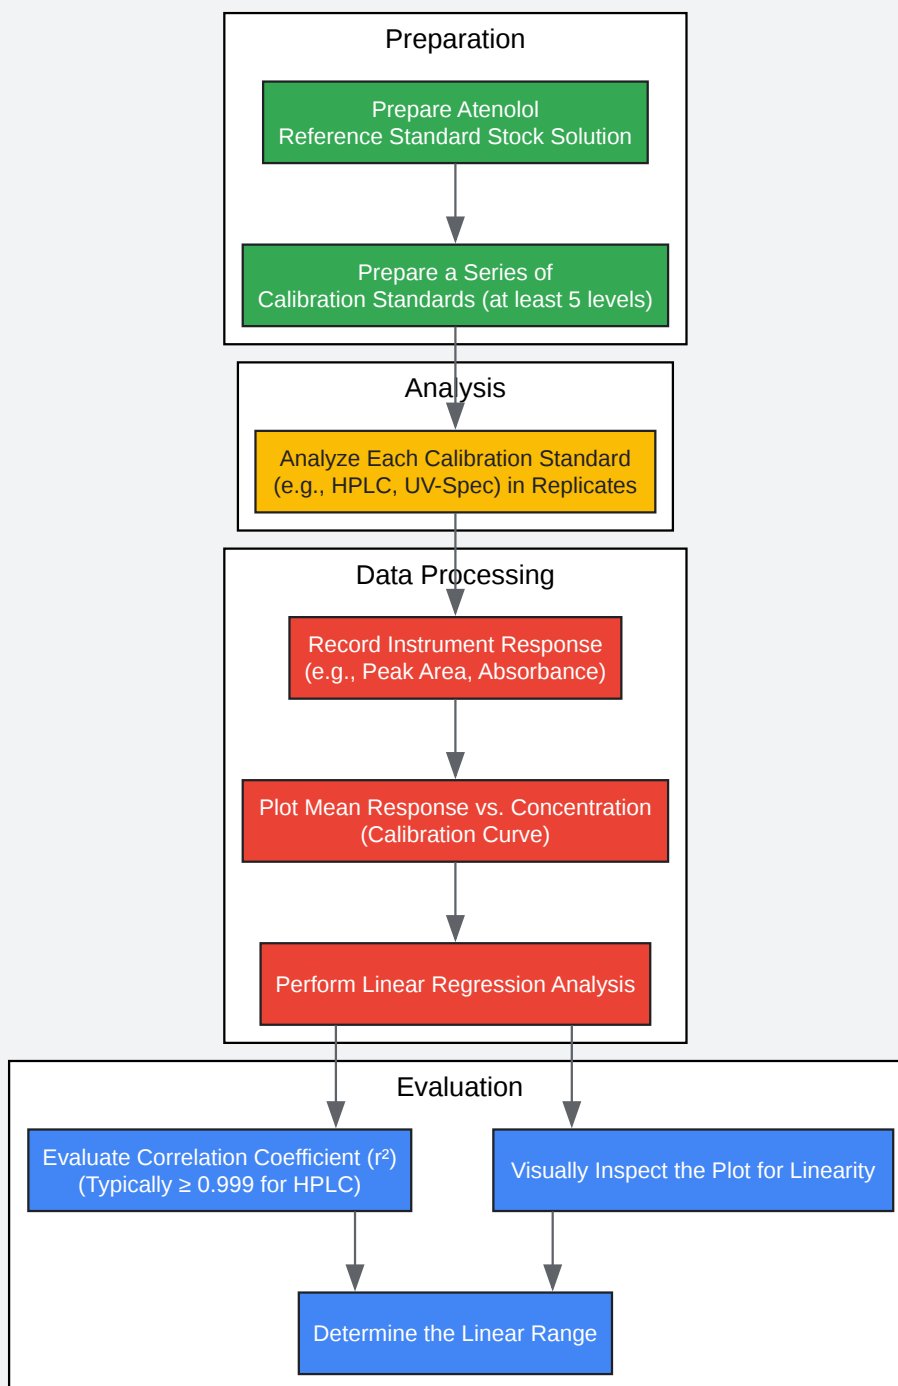 Preparation
Prepare Atenolol
Reference Standard Stock Solution
Prepare a Series of
Calibration Standards (at least 5 levels)
Analysis
Analyze Each Calibration Standard
(e.g., HPLC, UV-Spec) in Replicates
Data Processing
Record Instrument Response
(e.g., Peak Area, Absorbance)
Plot Mean Response vs. Concentration
(Calibration Curve)
Perform Linear Regression Analysis
Evaluation
Evaluate Correlation Coefficient (r²)
(Typically ≥ 0.999 for HPLC)
Visually Inspect the Plot for Linearity
Determine the Linear Range